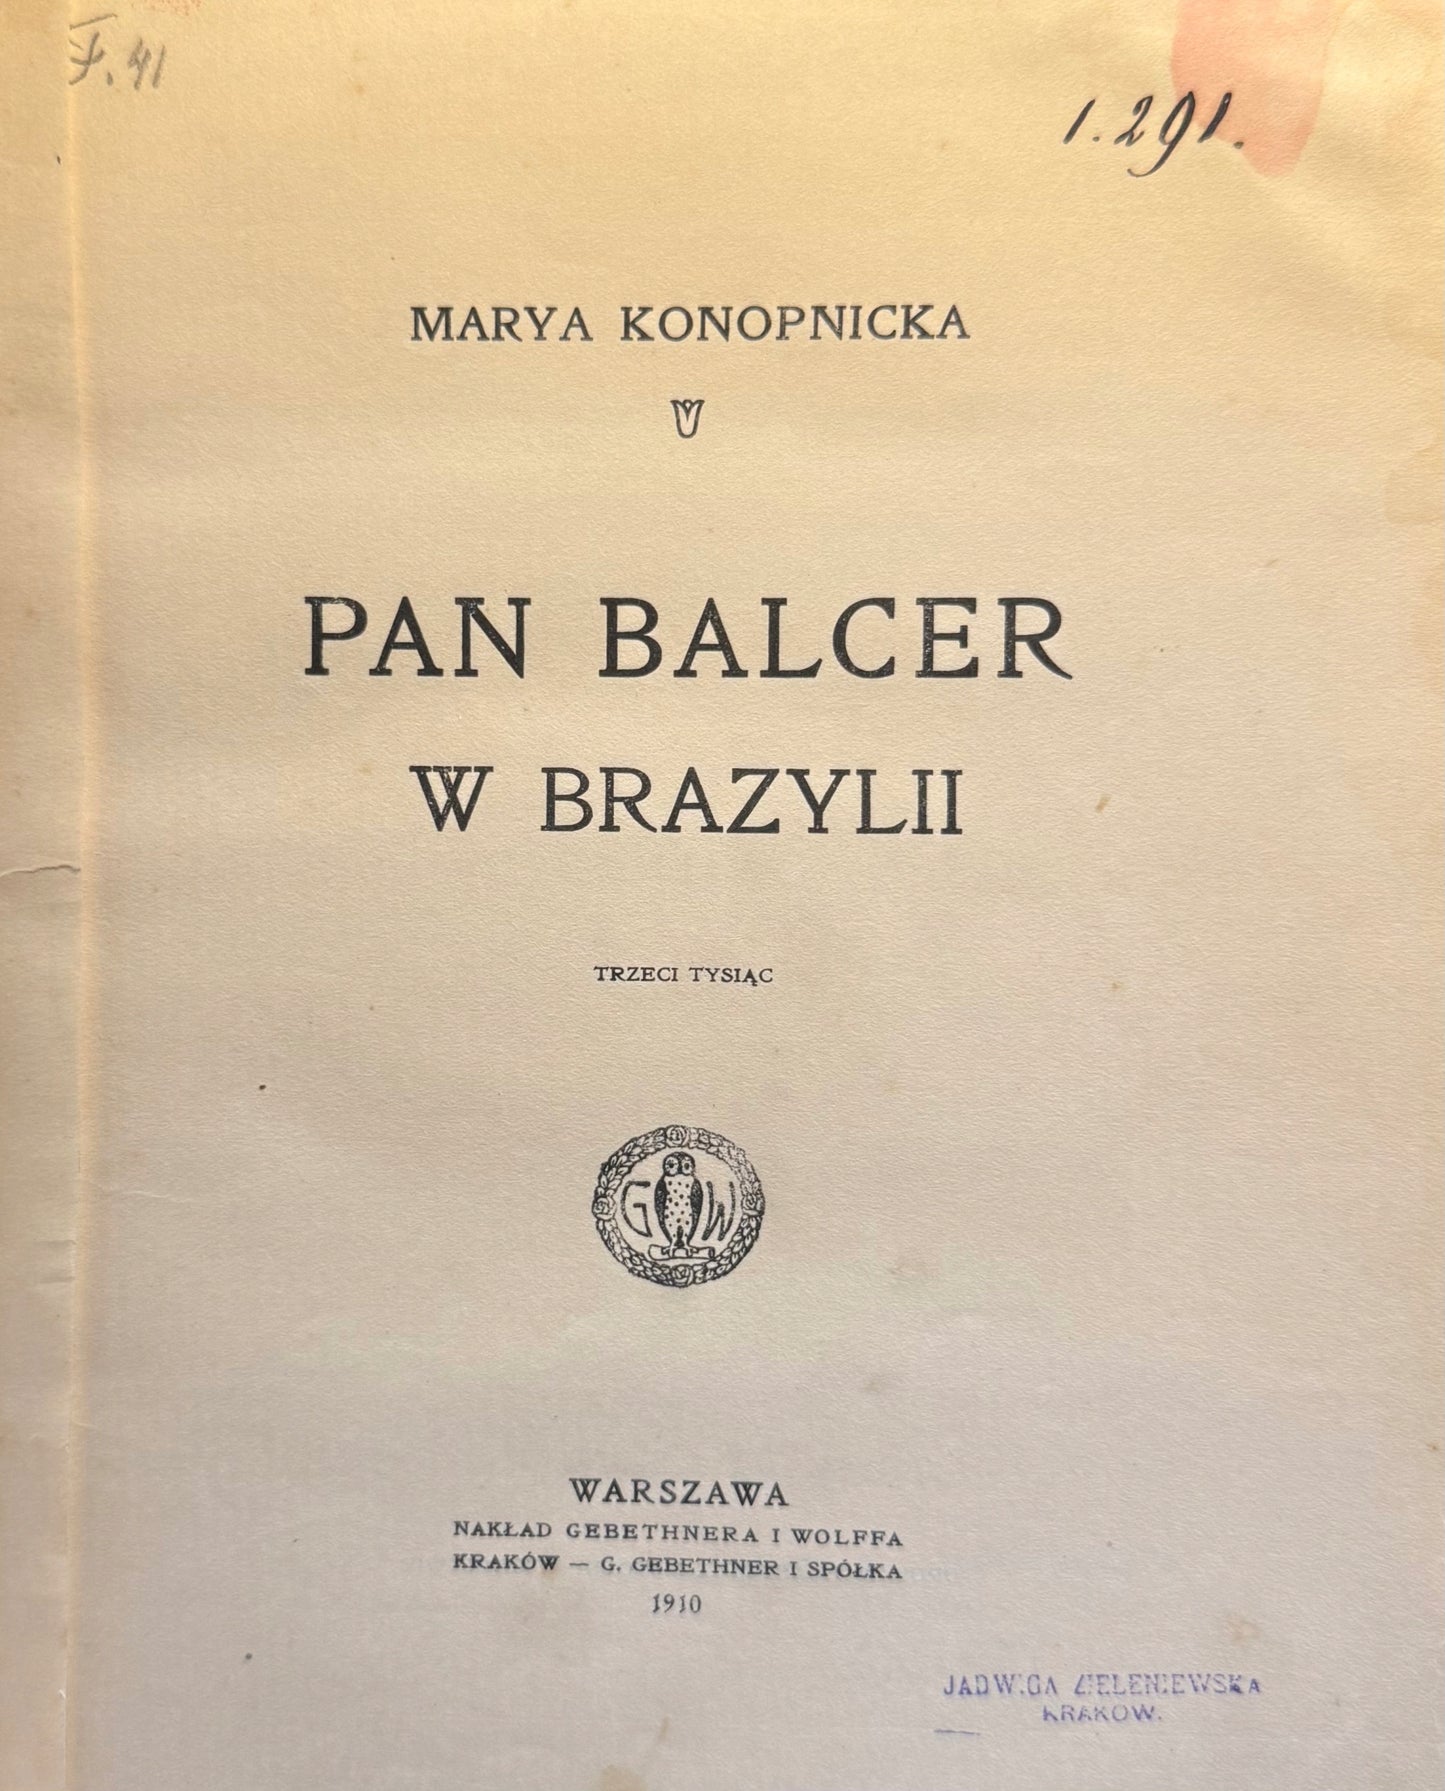 F. 41
1.291.
MARYA KONOPNICKA
PAN BALCER
W BRAZYLII
TRZECI TYSIĄC
G W
WARSZAWA
NAKŁAD GEBETHNERA I WOLFFA
KRAKÓW — G. GEBETHNER I SPÓŁKA
1910
JADWIGA ZIELENIEWSKA
KRAKÓW.